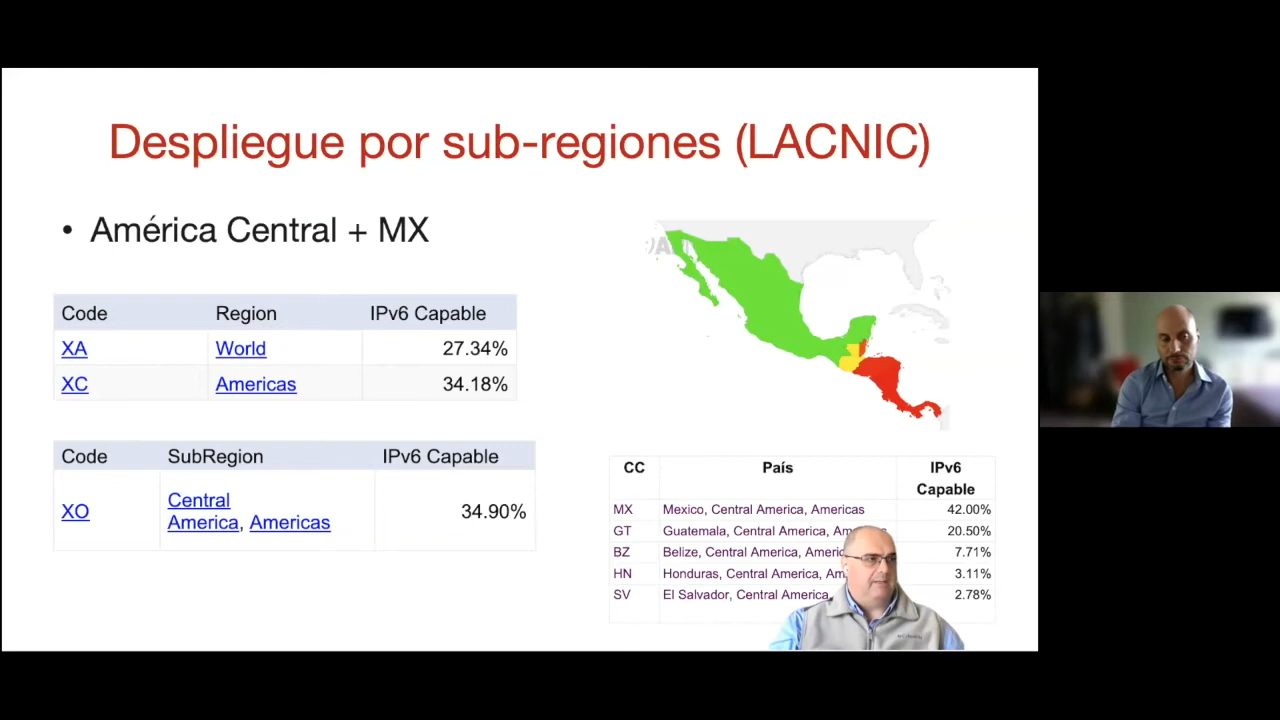 Despliegue por sub-regiones (LACNIC)
• América Central + MX
Code Region IPv6 Capable
XA World 27.34%
XC Americas 34.18%
Code SubRegion IPv6 Capable
XO Central America, Americas 34.90%
CC País IPv6 Capable
MX Mexico, Central America, Americas 42.00%
GT Guatemala, Central America, 20.50%
BZ Belize, Central America, 7.71%
HN Honduras, Central America, 3.11%
SV El Salvador, Central America, 2.78%